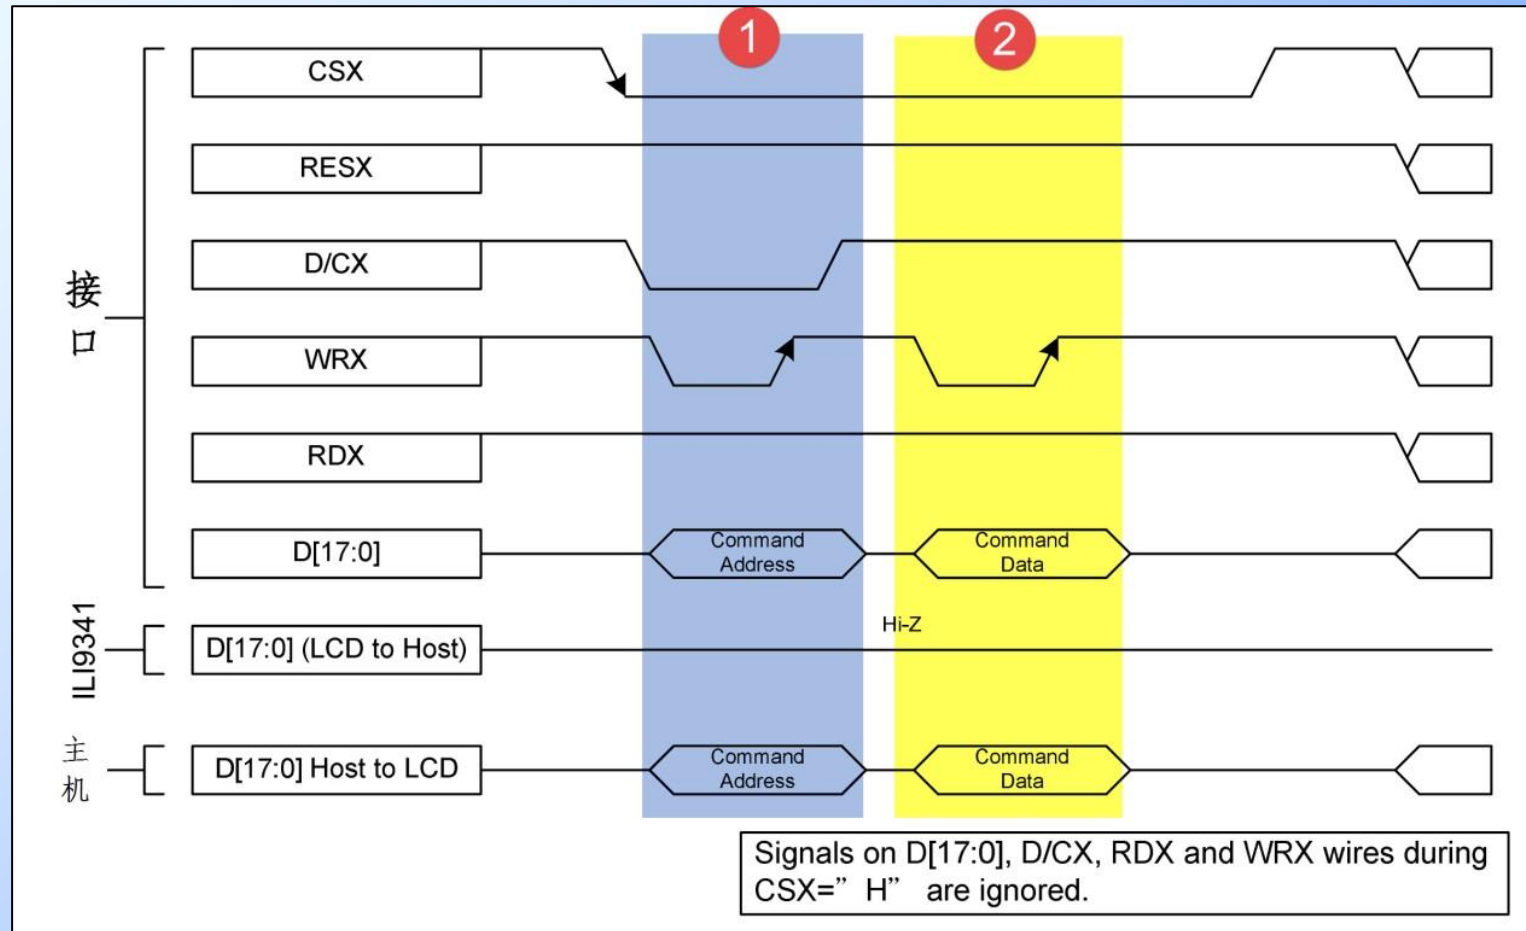 1
2
CSX
RESX
D/CX
接
口
WRX
RDX
D[17:0]
Command
Address
Command
Data
ILI9341
D[17:0] (LCD to Host)
Hi-Z
主
机
D[17:0] Host to LCD
Command
Address
Command
Data
Signals on D[17:0], D/CX, RDX and WRX wires during
CSX=” H” are ignored.